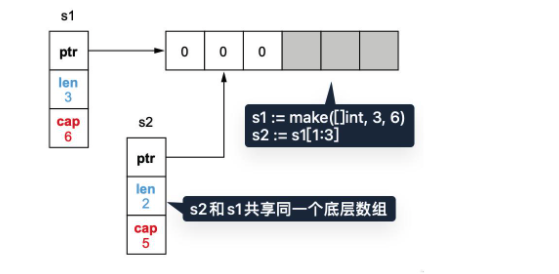 s1
ptr
0 0 0
len
3
cap
6
s1 := make([]int, 3, 6)
s2 := s1[1:3]
s2
ptr
len
2
s2和s1共享同一个底层数组
cap
5